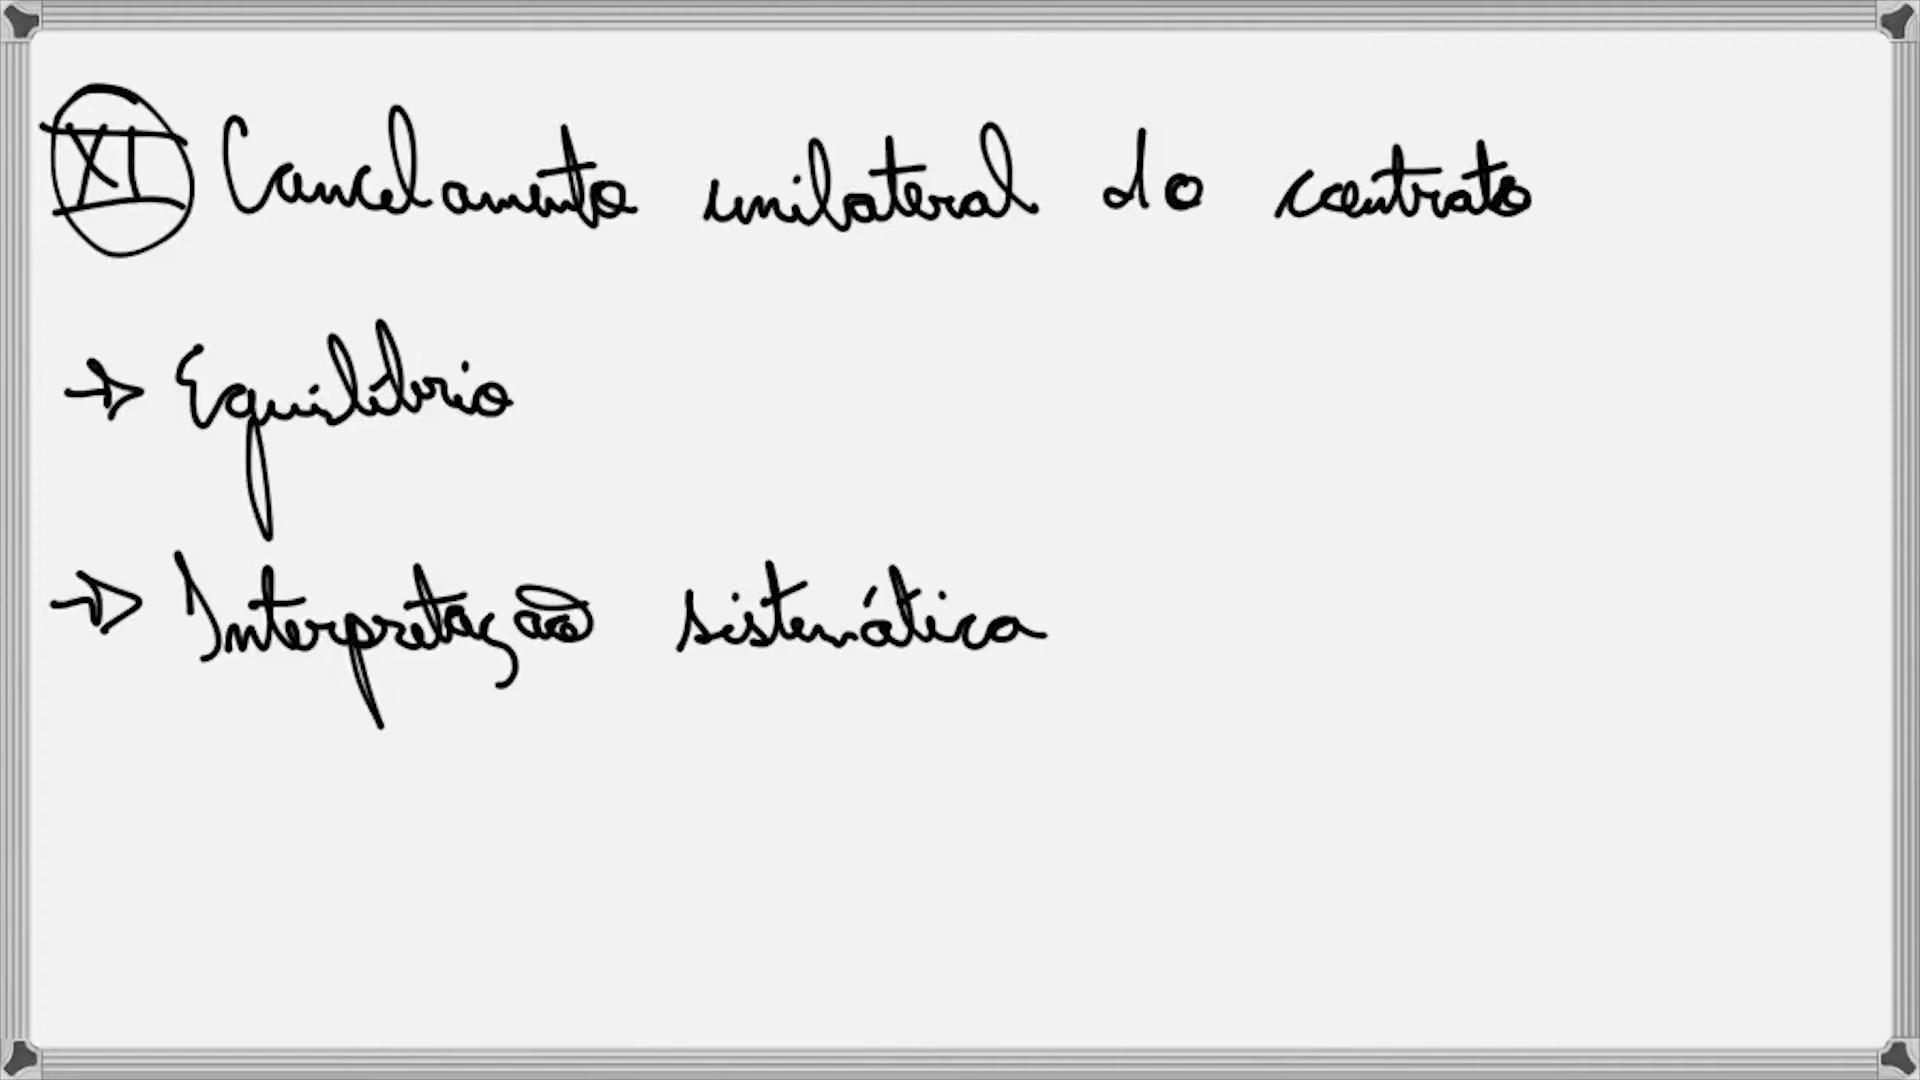 XI Cancelamento unilateral do contrato
→ Equilíbrio
→ Interpretação sistemática